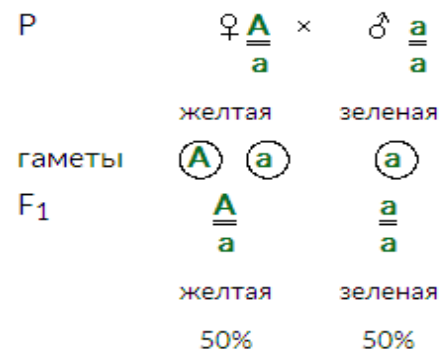 P ♀ A × ♂ a
a a
желтая зеленая
гаметы A a a
F1 A a
a a
желтая зеленая
50% 50%